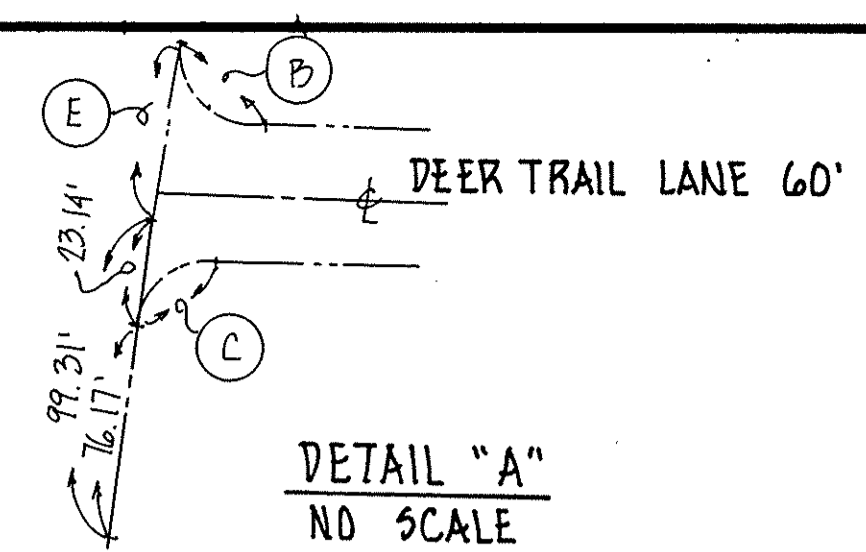 B
E
DEER TRAIL LANE 60'
℄
23.14'
C
99.31'
76.17'
DETAIL "A"
NO SCALE